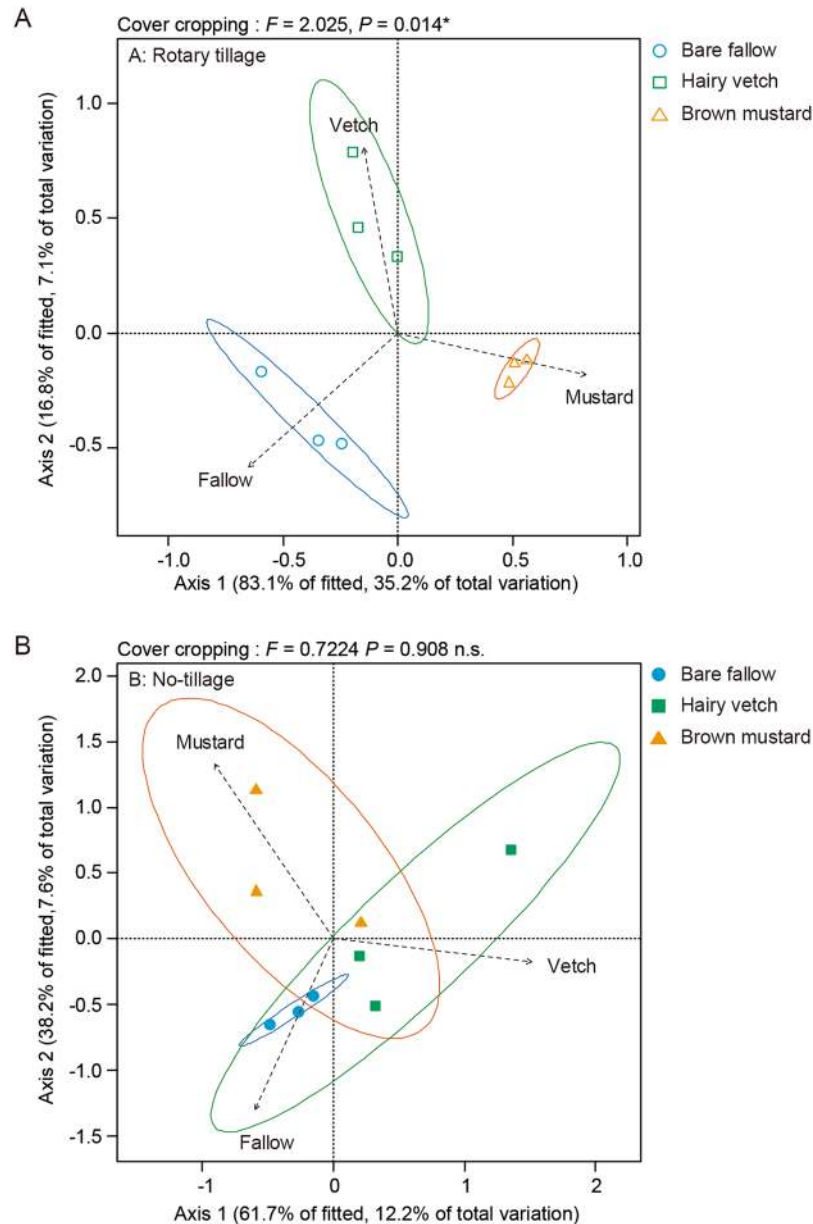 A
Cover cropping : F = 2.025, P = 0.014*
A: Rotary tillage
Bare fallow
Hairy vetch
Brown mustard
Vetch
Mustard
Fallow
1.0
0.5
0.0
-0.5
Axis 2 (16.8% of fitted, 7.1% of total variation)
-1.0
-0.5
0.0
0.5
1.0
Axis 1 (83.1% of fitted, 35.2% of total variation)
B
Cover cropping : F = 0.7224 P = 0.908 n.s.
B: No-tillage
Bare fallow
Hairy vetch
Brown mustard
Mustard
Vetch
Fallow
2.0
1.5
1.0
0.5
0.0
-0.5
-1.0
-1.5
Axis 2 (38.2% of fitted,7.6% of total variation)
-1
0
1
2
Axis 1 (61.7% of fitted, 12.2% of total variation)